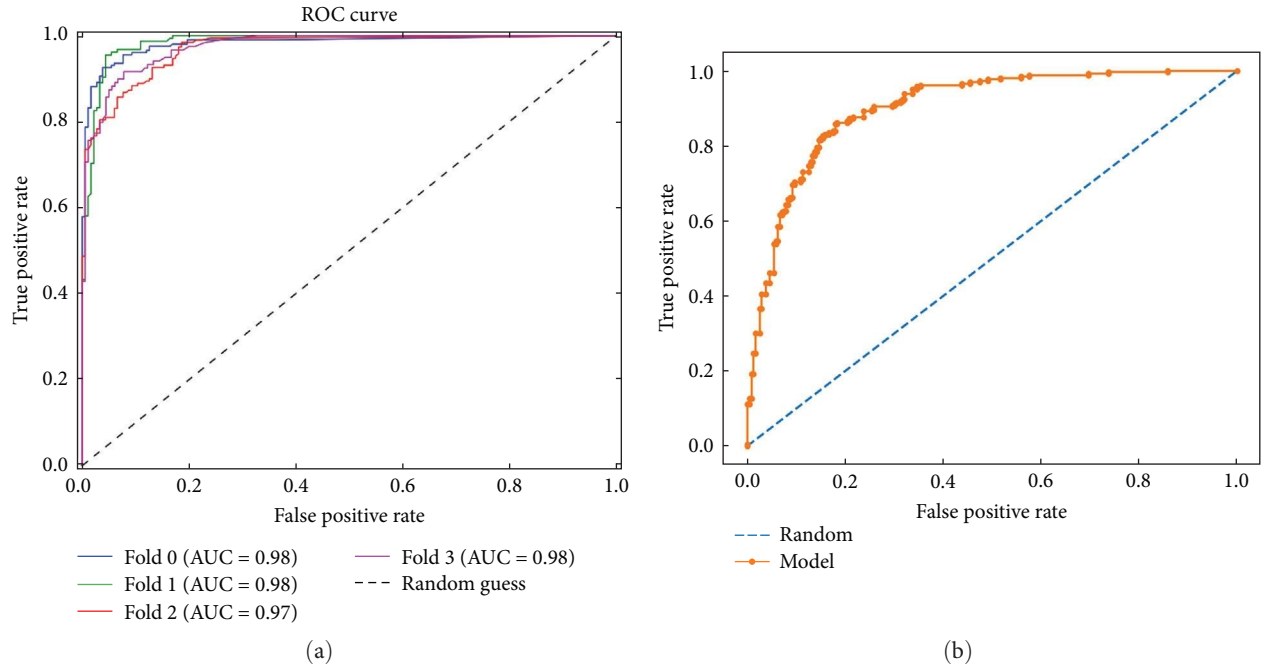 ROC curve
1.0
0.8
0.6
0.4
0.2
0.0
True positive rate
0.0 0.2 0.4 0.6 0.8 1.0
False positive rate
Fold 0 (AUC = 0.98)
Fold 1 (AUC = 0.98)
Fold 2 (AUC = 0.97)
Fold 3 (AUC = 0.98)
Random guess
(a)
1.0
0.8
0.6
0.4
0.2
0.0
True positive rate
0.0 0.2 0.4 0.6 0.8 1.0
False positive rate
Random
Model
(b)